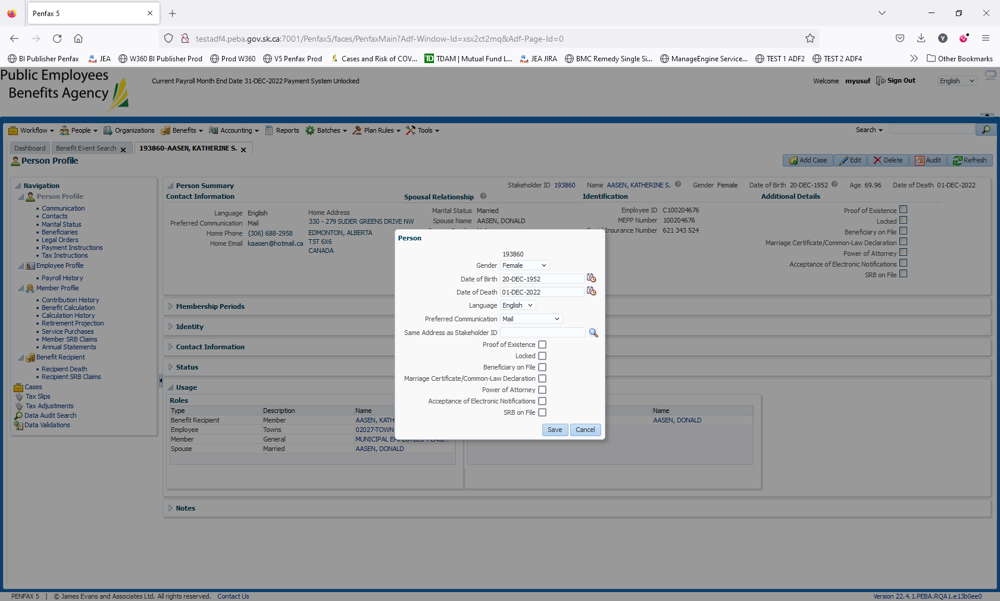 Penfax 5
testadf4.peba.gov.sk.ca:7001/Penfax5/faces/PenfaxMain?Adf-Window-Id=xsx2ct2mq&Adf-Page-Id=0
BI Publisher Penfax JEA W360 BI Publisher Prod Prod W360 V5 Penfax Prod Cases and Risk of COV... TDAM | Mutual Fund L... JEA JIRA BMC Remedy Single Si... ManageEngine Service... TEST 1 ADF2 TEST 2 ADF4 Other Bookmarks
Public Employees
Benefits Agency
Current Payroll Month End Date 31-DEC-2022 Payment System Unlocked
Welcome myusuf Sign Out English
Workflow People Organizations Benefits Accounting Reports Batches Plan Rules Tools Search
Dashboard Benefit Event Search 193860-AASEN, KATHERINE S.
Person Profile
Add Case Edit Delete Audit Refresh
Navigation
Person Profile
Communication
Contacts
Marital Status
Beneficiaries
Legal Orders
Payment Instructions
Tax Instructions
Employee Profile
Payroll History
Member Profile
Contribution History
Benefit Calculation
Calculation History
Retirement Projection
Service Purchases
Member SRB Claims
Annual Statements
Benefit Recipient
Recipient Death
Recipient SRB Claims
Cases
Tax Slips
Tax Adjustments
Data Audit Search
Data Validations
Person Summary
Stakeholder ID 193860 Name AASEN, KATHERINE S. Gender Female Date of Birth 20-DEC-1952 Age 69.96 Date of Death 01-DEC-2022
Contact Information
Language English
Preferred Communication Mail
Home Phone (306) 688-2958
Home Email kaasen@hotmail.ca
Home Address
330 - 279 SUDER GREENS DRIVE NW
EDMONTON, ALBERTA
T5T 6X6
CANADA
Spousal Relationship
Marital Status Married
Spouse Name AASEN, DONALD
Identification
Employee ID C100204676
MEPP Number 100204676
Insurance Number 621 343 524
Additional Details
Proof of Existence
Locked
Beneficiary on File
Marriage Certificate/Common-Law Declaration
Power of Attorney
Acceptance of Electronic Notifications
SRB on File
Membership Periods
Identity
Contact Information
Status
Usage
Roles
Type Description Name
Benefit Recipient Member AASEN, KATH
Employee Towns 02027-TOWN
Member General MUNICIPAL EMPLOYEES' PENSI...
Spouse Married AASEN, DONALD
Name
AASEN, DONALD
Notes
Person
193860
Gender Female
Date of Birth 20-DEC-1952
Date of Death 01-DEC-2022
Language English
Preferred Communication Mail
Same Address as Stakeholder ID
Proof of Existence
Locked
Beneficiary on File
Marriage Certificate/Common-Law Declaration
Power of Attorney
Acceptance of Electronic Notifications
SRB on File
Save Cancel
PENFAX 5 | © James Evans and Associates Ltd. All rights reserved. Contact Us
Version 22.4.1.PEBA.RQA1.e13b0ee0